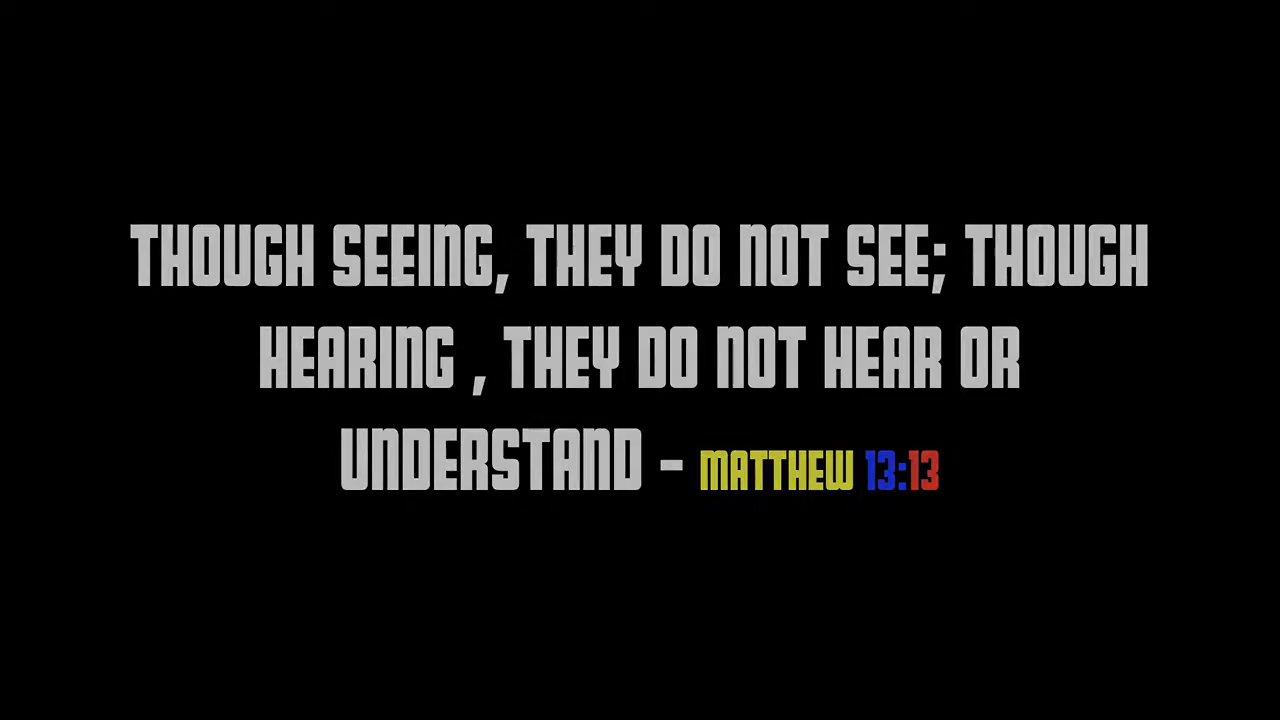 THOUGH SEEING, THEY DO NOT SEE; THOUGH
HEARING , THEY DO NOT HEAR OR
UNDERSTAND - MATTHEW 13:13